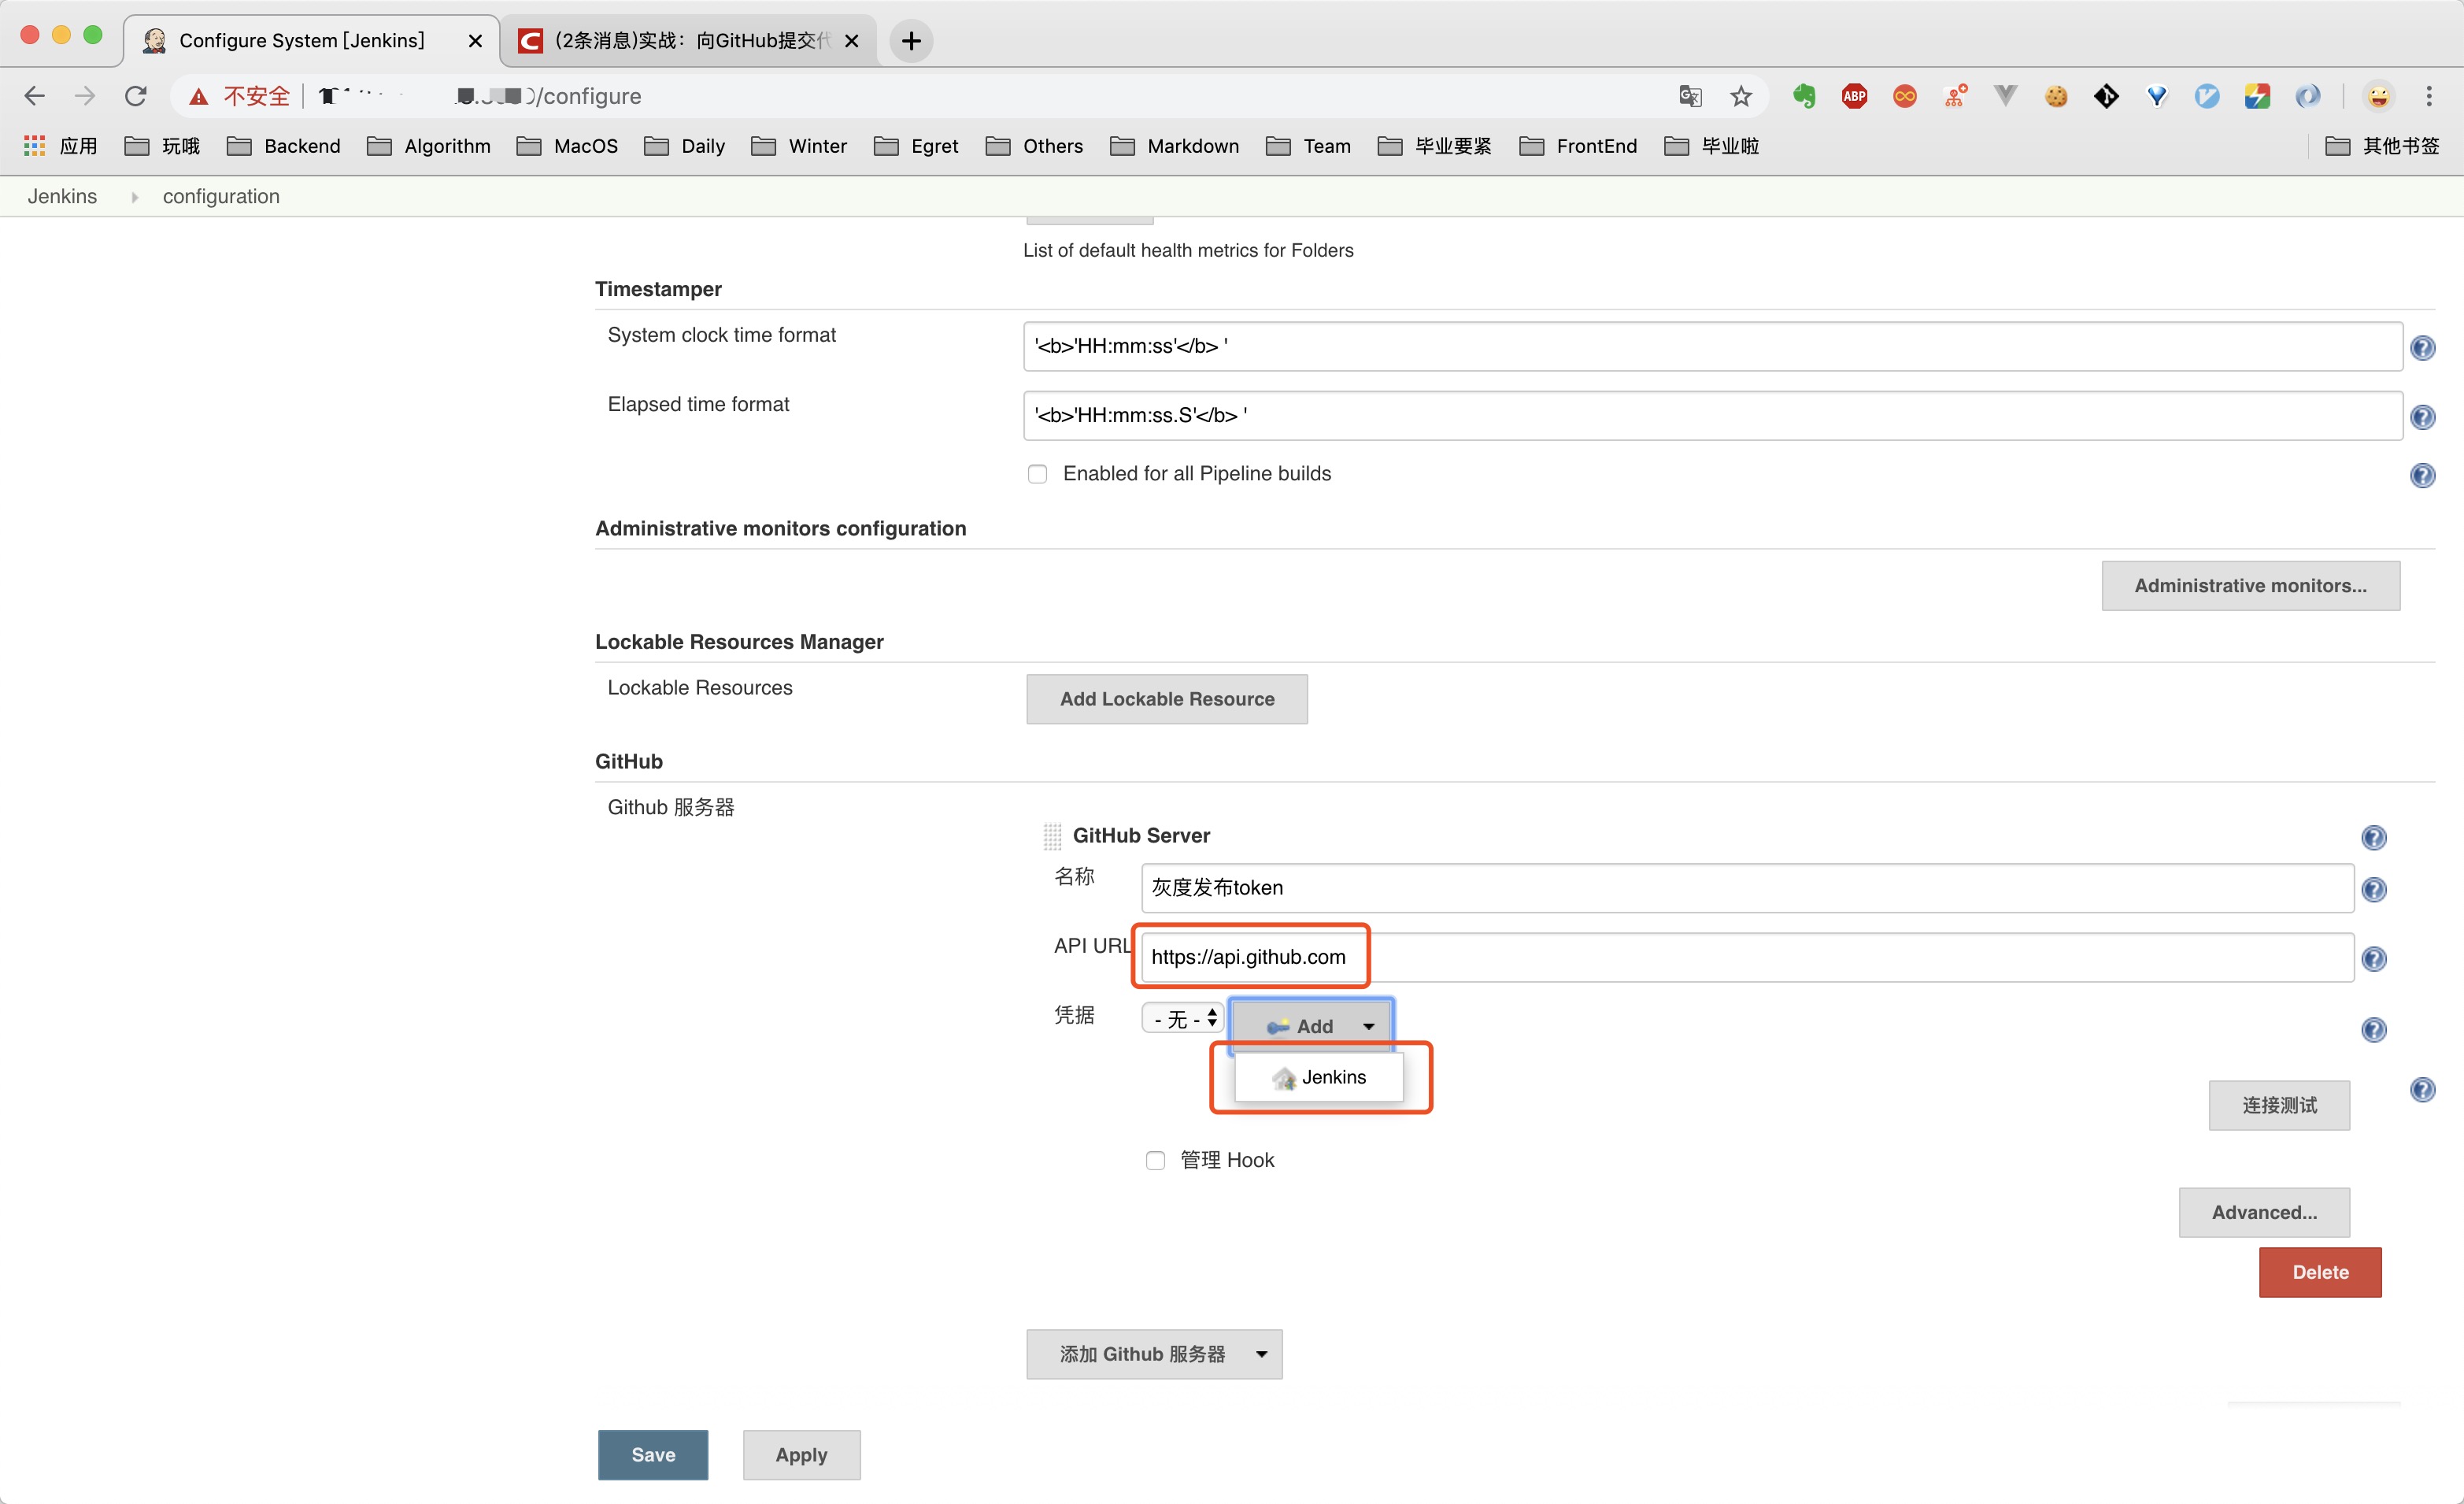 Configure System [Jenkins]
(2条消息)实战：向GitHub提交代
不安全
/configure
ABP
应用
玩哦
Backend
Algorithm
MacOS
Daily
Winter
Egret
Others
Markdown
Team
毕业要紧
FrontEnd
毕业啦
其他书签
Jenkins
configuration
List of default health metrics for Folders
Timestamper
System clock time format
'<b>'HH:mm:ss'</b> '
Elapsed time format
'<b>'HH:mm:ss.S'</b> '
Enabled for all Pipeline builds
Administrative monitors configuration
Administrative monitors...
Lockable Resources Manager
Lockable Resources
Add Lockable Resource
GitHub
Github 服务器
GitHub Server
名称
灰度发布token
API URL
https://api.github.com
凭据
- 无 -
Add
Jenkins
连接测试
管理 Hook
Advanced...
Delete
添加 Github 服务器
Save
Apply